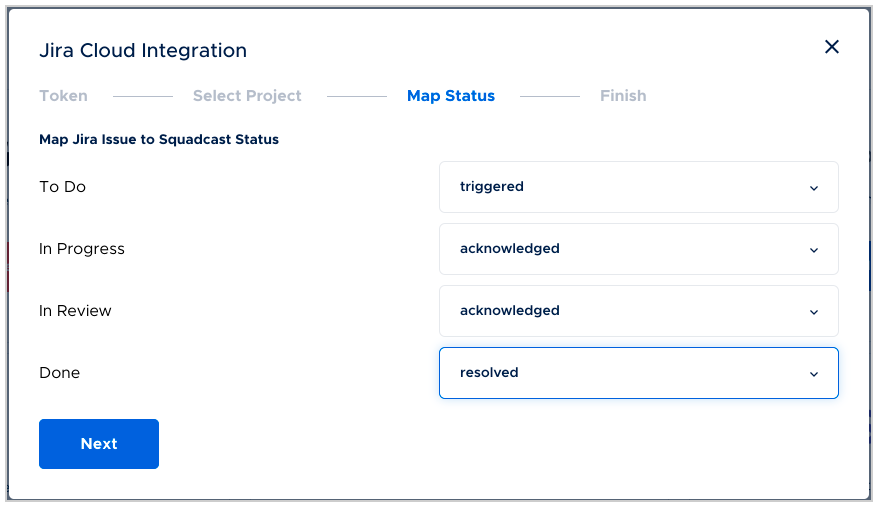 Jira Cloud Integration
Token Select Project Map Status Finish
Map Jira Issue to Squadcast Status
To Do triggered
In Progress acknowledged
In Review acknowledged
Done resolved
Next